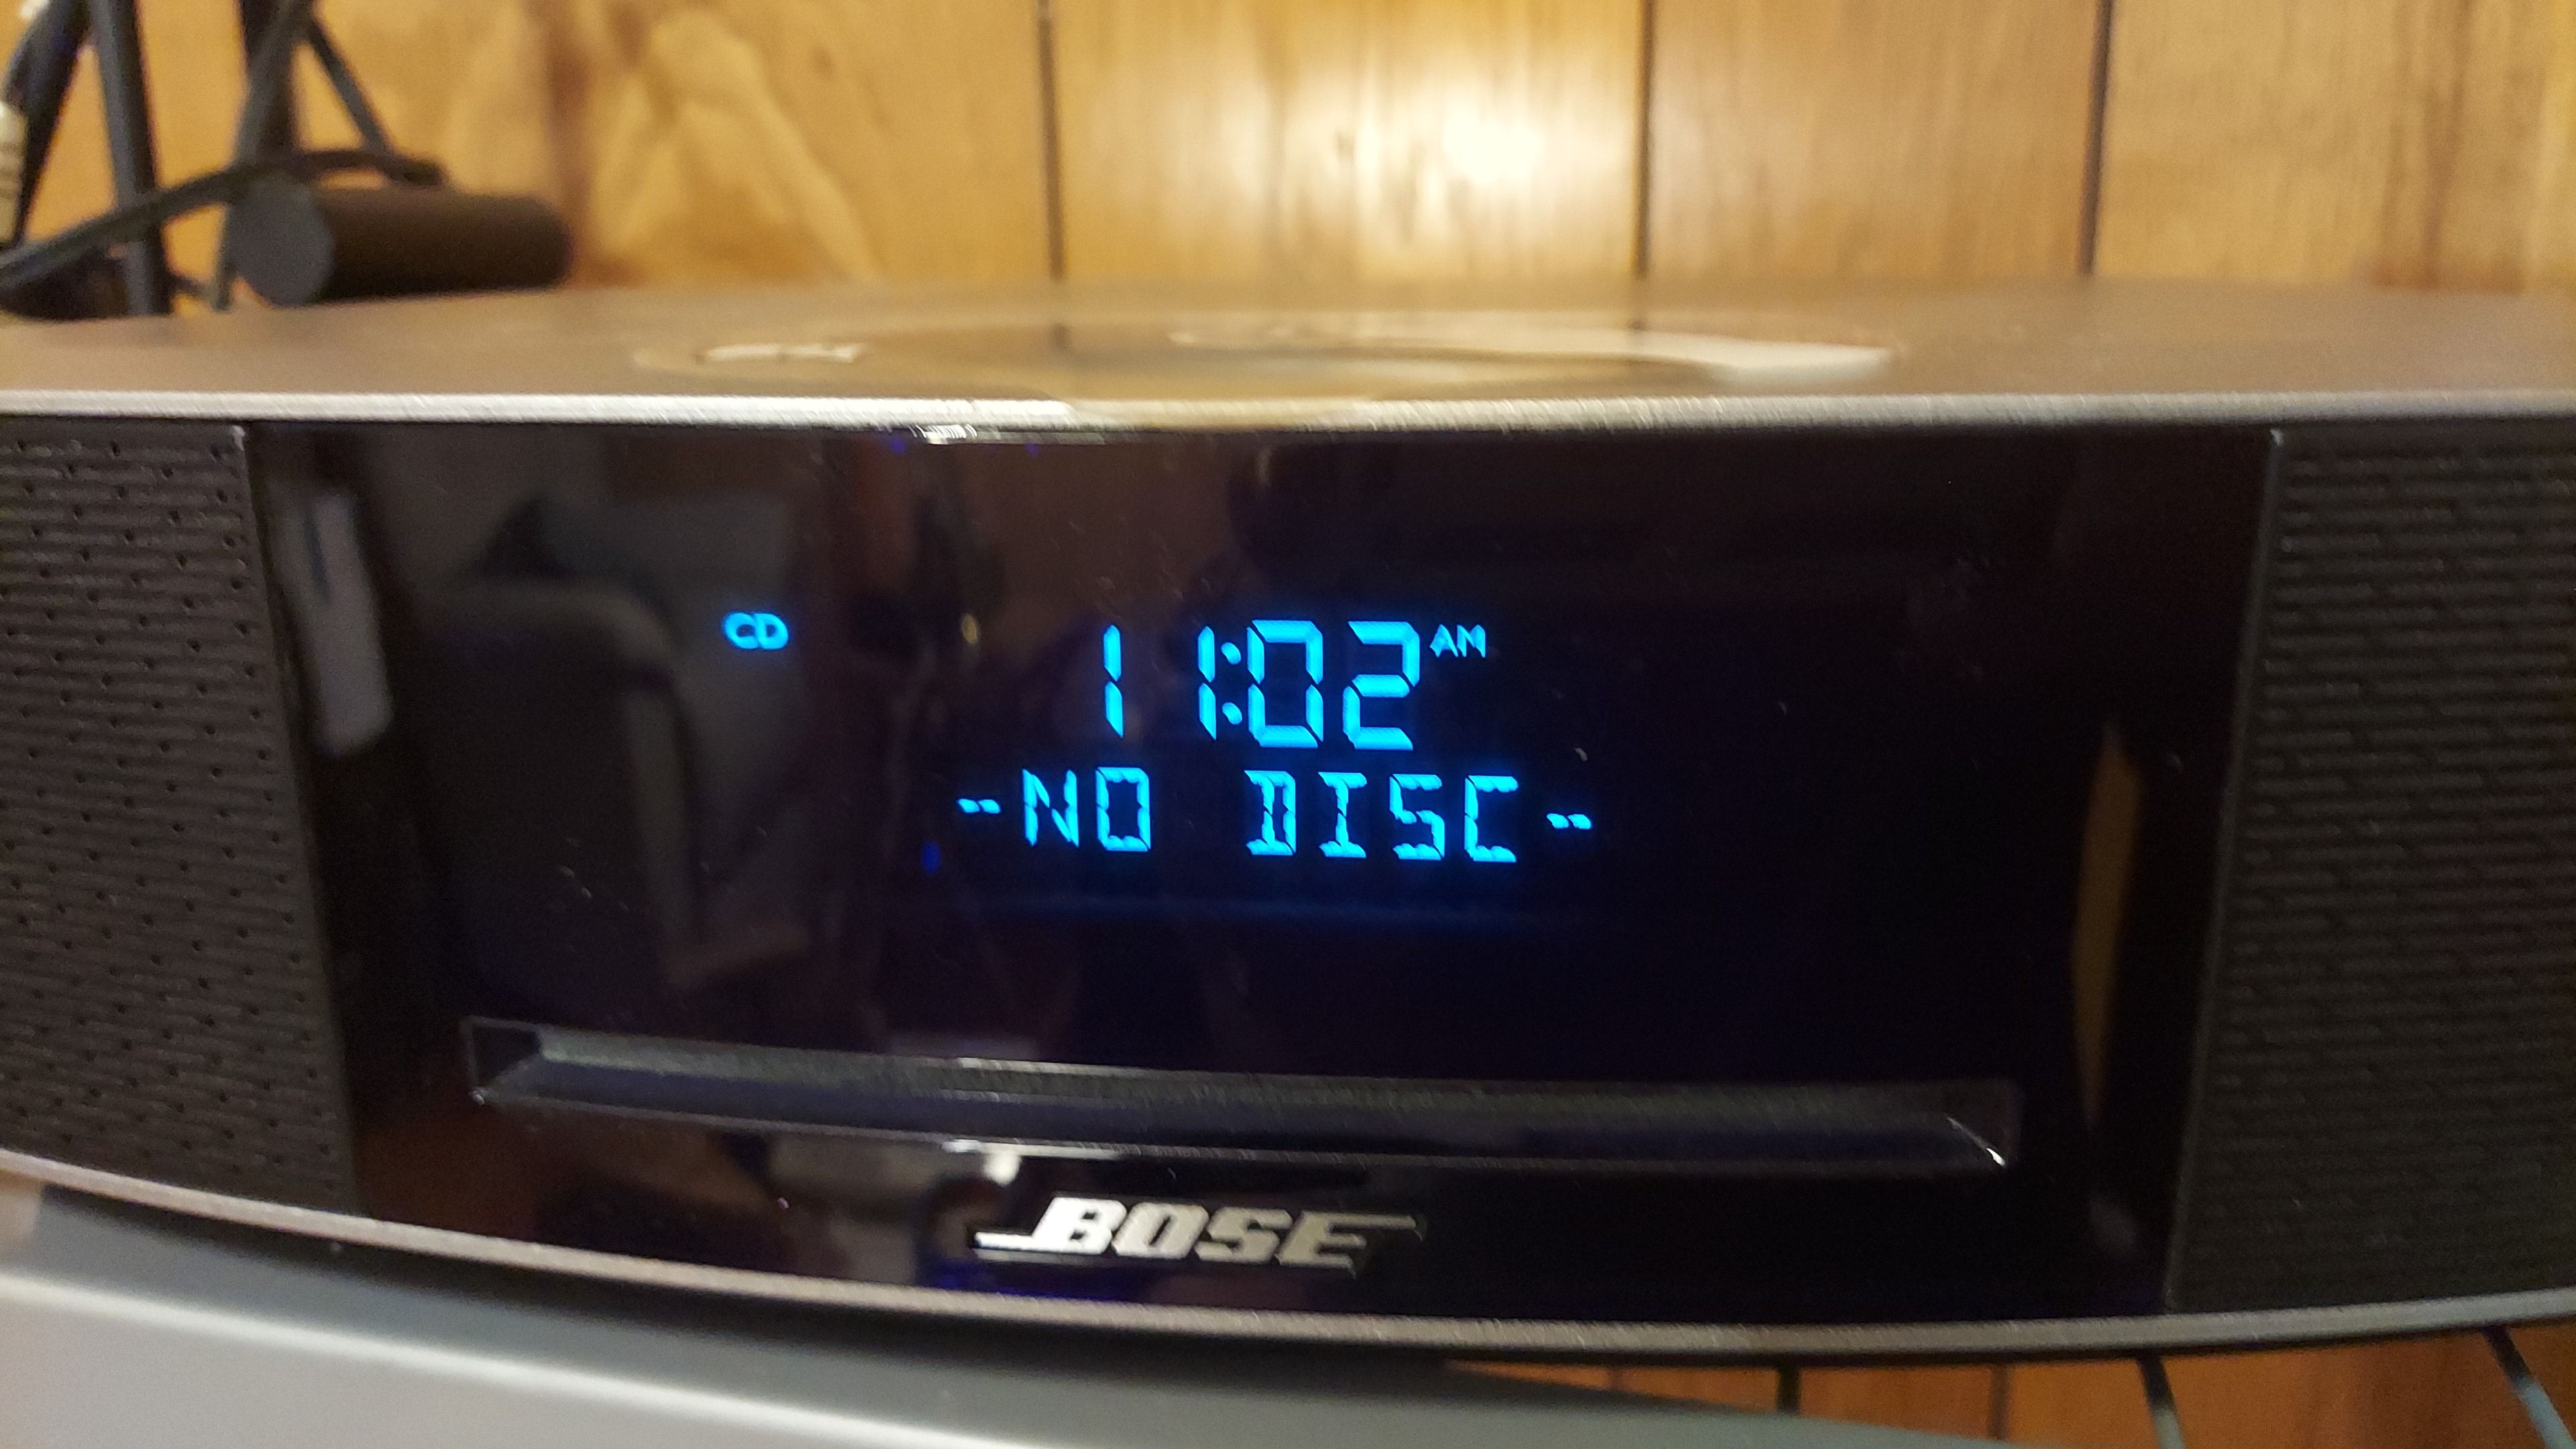 CD
11:02 AM
-NO DISC-
BOSE